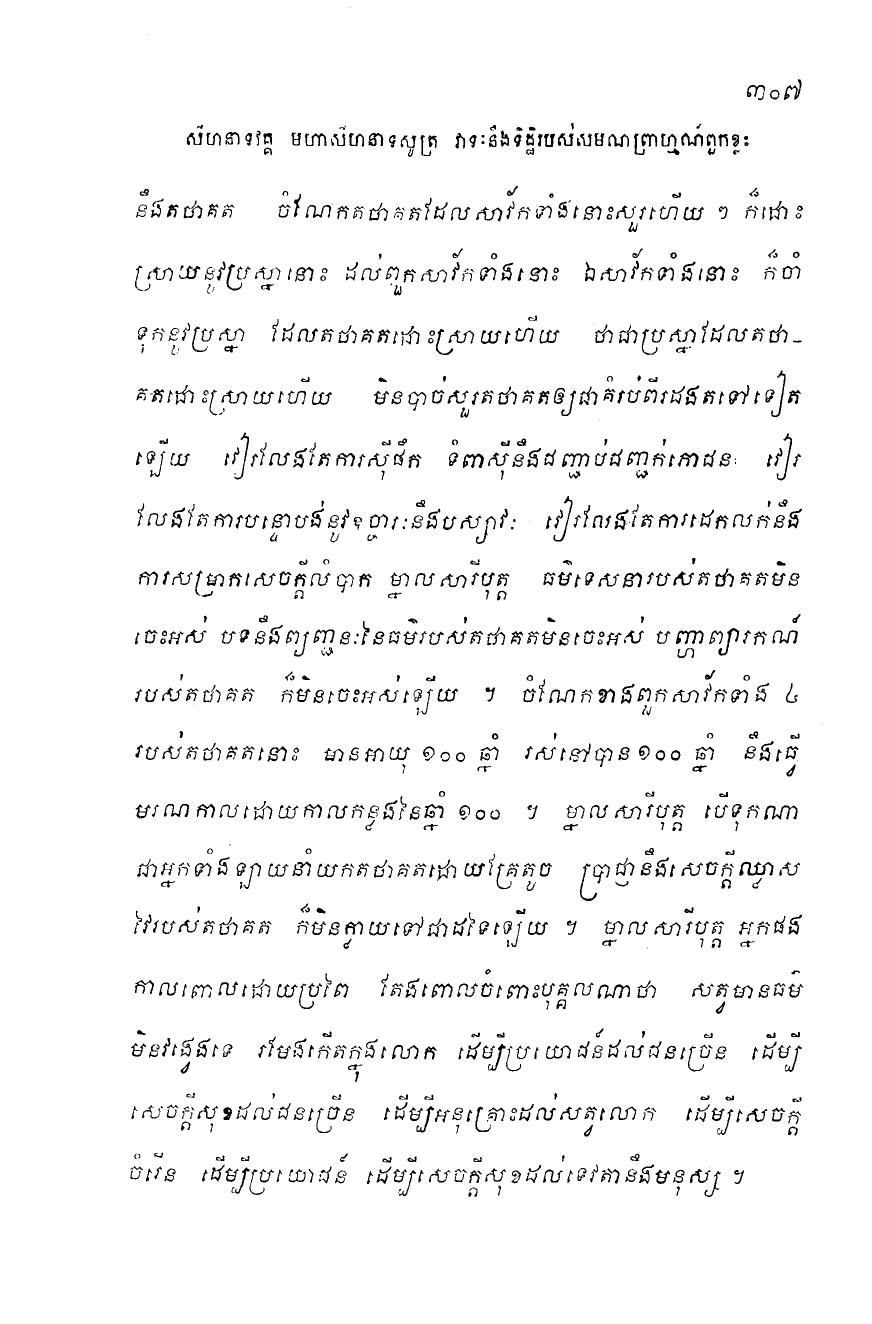 ៣០៧
សីហនាទវគ្គ មហាសីហនាទសូត្រ វាទៈនឹងទិដ្ឋិរបស់សមណព្រាហ្មណ៍ពួកខ្លះ
នឹងតថាគត ចំណែកតថាគតដែលសាវ័កទាំងនោះសួរហើយ ៗ ក៏ដោះ
ស្រាយនូវប្រស្នានោះ ដល់ពួកសាវ័កទាំងនោះ ឯសាវ័កទាំងនោះ ក៏ចាំ
ទុកនូវប្រស្នា ដែលតថាគតដោះស្រាយហើយ ថាជាប្រស្នាដែលតថា-
គតដោះស្រាយហើយ មិនបាច់សួរតថាគតឲ្យជាគំរប់ពីរដងតទៅទៀត
ឡើយ វៀរលែងតែការស៊ីផឹក ទំពាស៊ីនឹងជញ្ជាប់ជញ្ជក់ភោជនៈ វៀរ
លែងតែការបន្ទោបង់នូវឧច្ចារៈនឹងបស្សាវៈ វៀរលែងតែការដេកលក់នឹង
ការសម្រាកសេចក្តីលំបាក ម្នាលសារីបុត្ត ធម៌ទេសនារបស់តថាគតមិន
ចេះអស់ បទនឹងព្យញ្ជនៈនៃធម៌របស់តថាគតមិនចេះអស់ បញ្ហាព្យាករណ៍
របស់តថាគត ក៏មិនចេះអស់ឡើយ ។ ចំណែកខាងពួកសាវ័កទាំង ៤
របស់តថាគតនោះ មានអាយុ ១០០ ឆ្នាំ រស់នៅបាន ១០០ ឆ្នាំ នឹងធ្វើ
មរណកាលដោយកាលកន្លងនៃឆ្នាំ ១០០ ។ ម្នាលសារីបុត្ត បើទុកណា
ជាអ្នកទាំងឡាយនាំយកតថាគតដោយគ្រែតូច ប្រាជ្ញានឹងសេចក្តីឈ្លាស
វៃរបស់តថាគត ក៏មិនក្លាយទៅជាដទៃឡើយ ។ ម្នាលសារីបុត្ត អ្នកផង
កាលពោលដោយប្រពៃ តែងពោលចំពោះបុគ្គលណាថា សត្វមានធម៌
មិនវង្វេងទេ រមែងកើតក្នុងលោក ដើម្បីប្រយោជន៍ដល់ជនច្រើន ដើម្បី
សេចក្តីសុខដល់ជនច្រើន ដើម្បីអនុគ្រោះដល់សត្វលោក ដើម្បីសេចក្តី
ចំរើន ដើម្បីប្រយោជន៍ ដើម្បីសេចក្តីសុខដល់ទេវតានឹងមនុស្ស ។